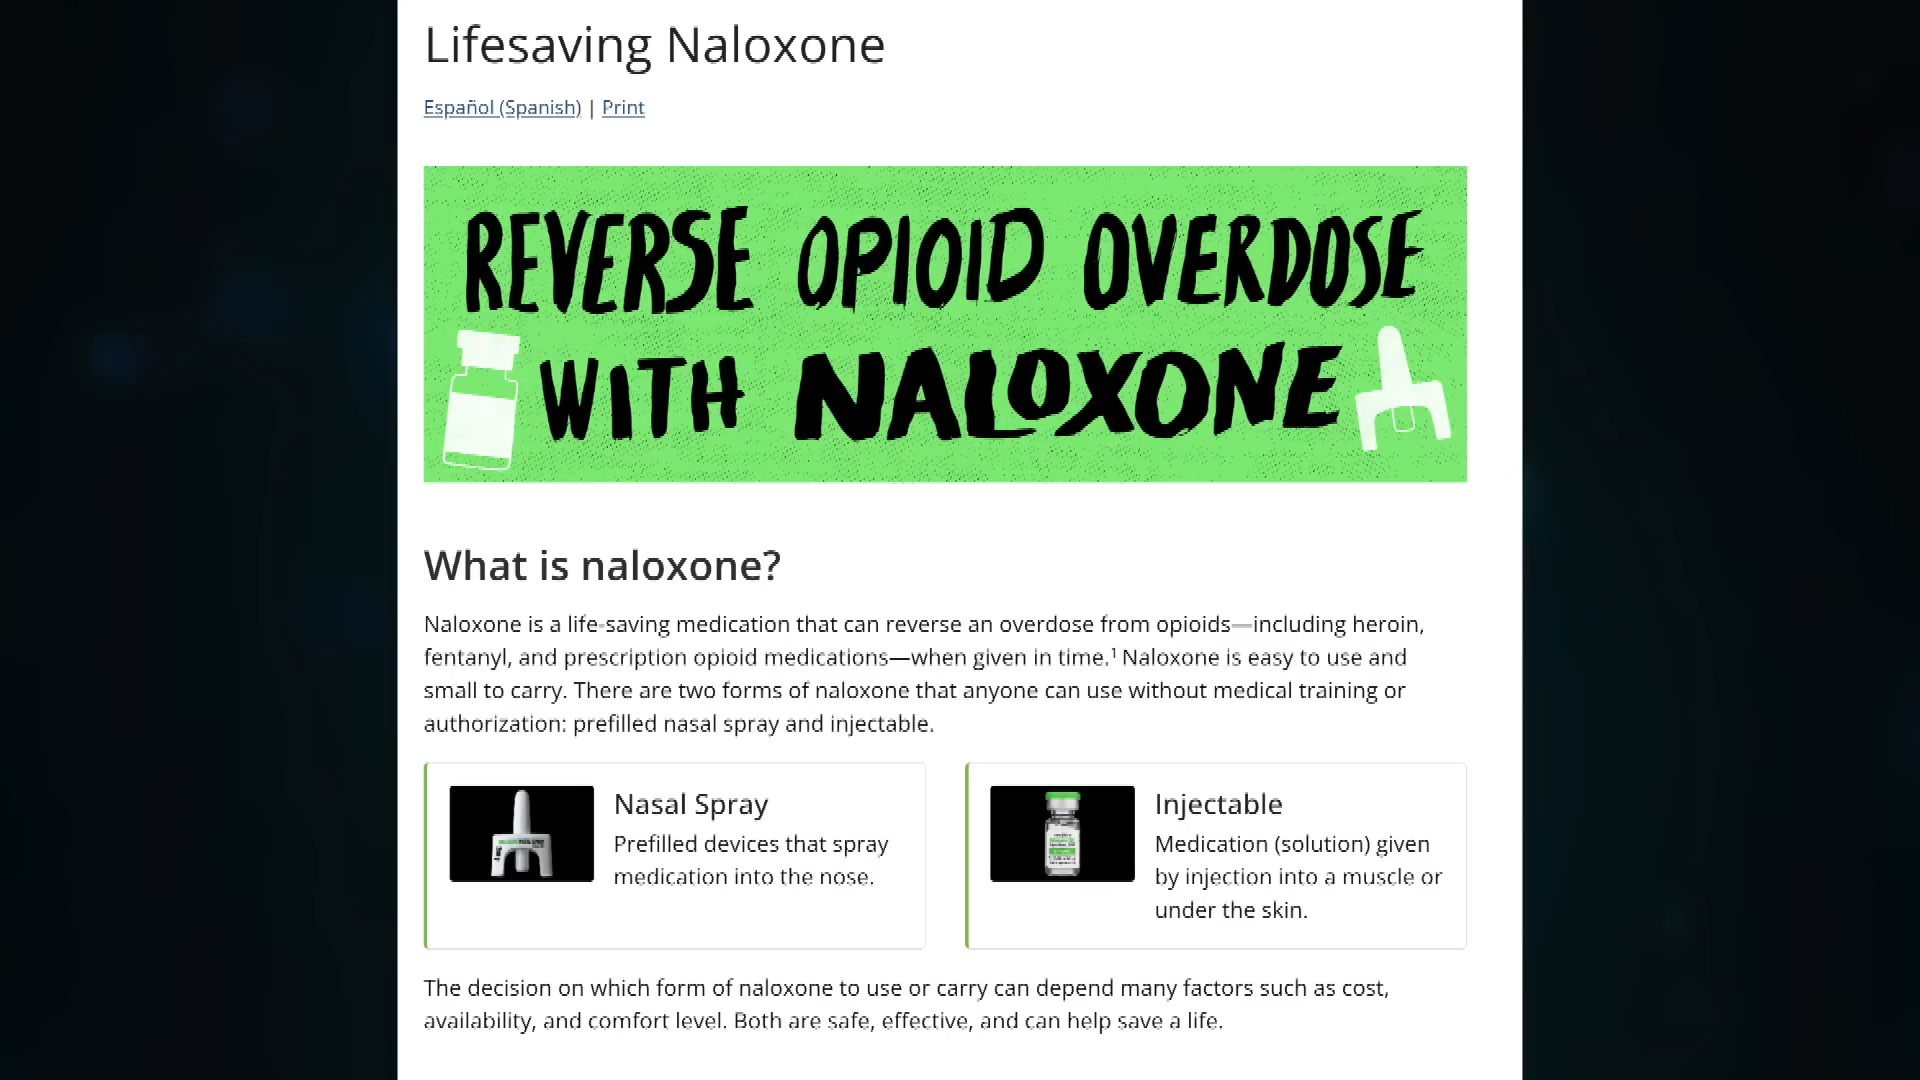 Lifesaving Naloxone
Español (Spanish) | Print
REVERSE OPIOID OVERDOSE
WITH NALOXONE
What is naloxone?
Naloxone is a life-saving medication that can reverse an overdose from opioids—including heroin,
fentanyl, and prescription opioid medications—when given in time.¹ Naloxone is easy to use and
small to carry. There are two forms of naloxone that anyone can use without medical training or
authorization: prefilled nasal spray and injectable.
Nasal Spray
Prefilled devices that spray
medication into the nose.
Injectable
Medication (solution) given
by injection into a muscle or
under the skin.
The decision on which form of naloxone to use or carry can depend many factors such as cost,
availability, and comfort level. Both are safe, effective, and can help save a life.